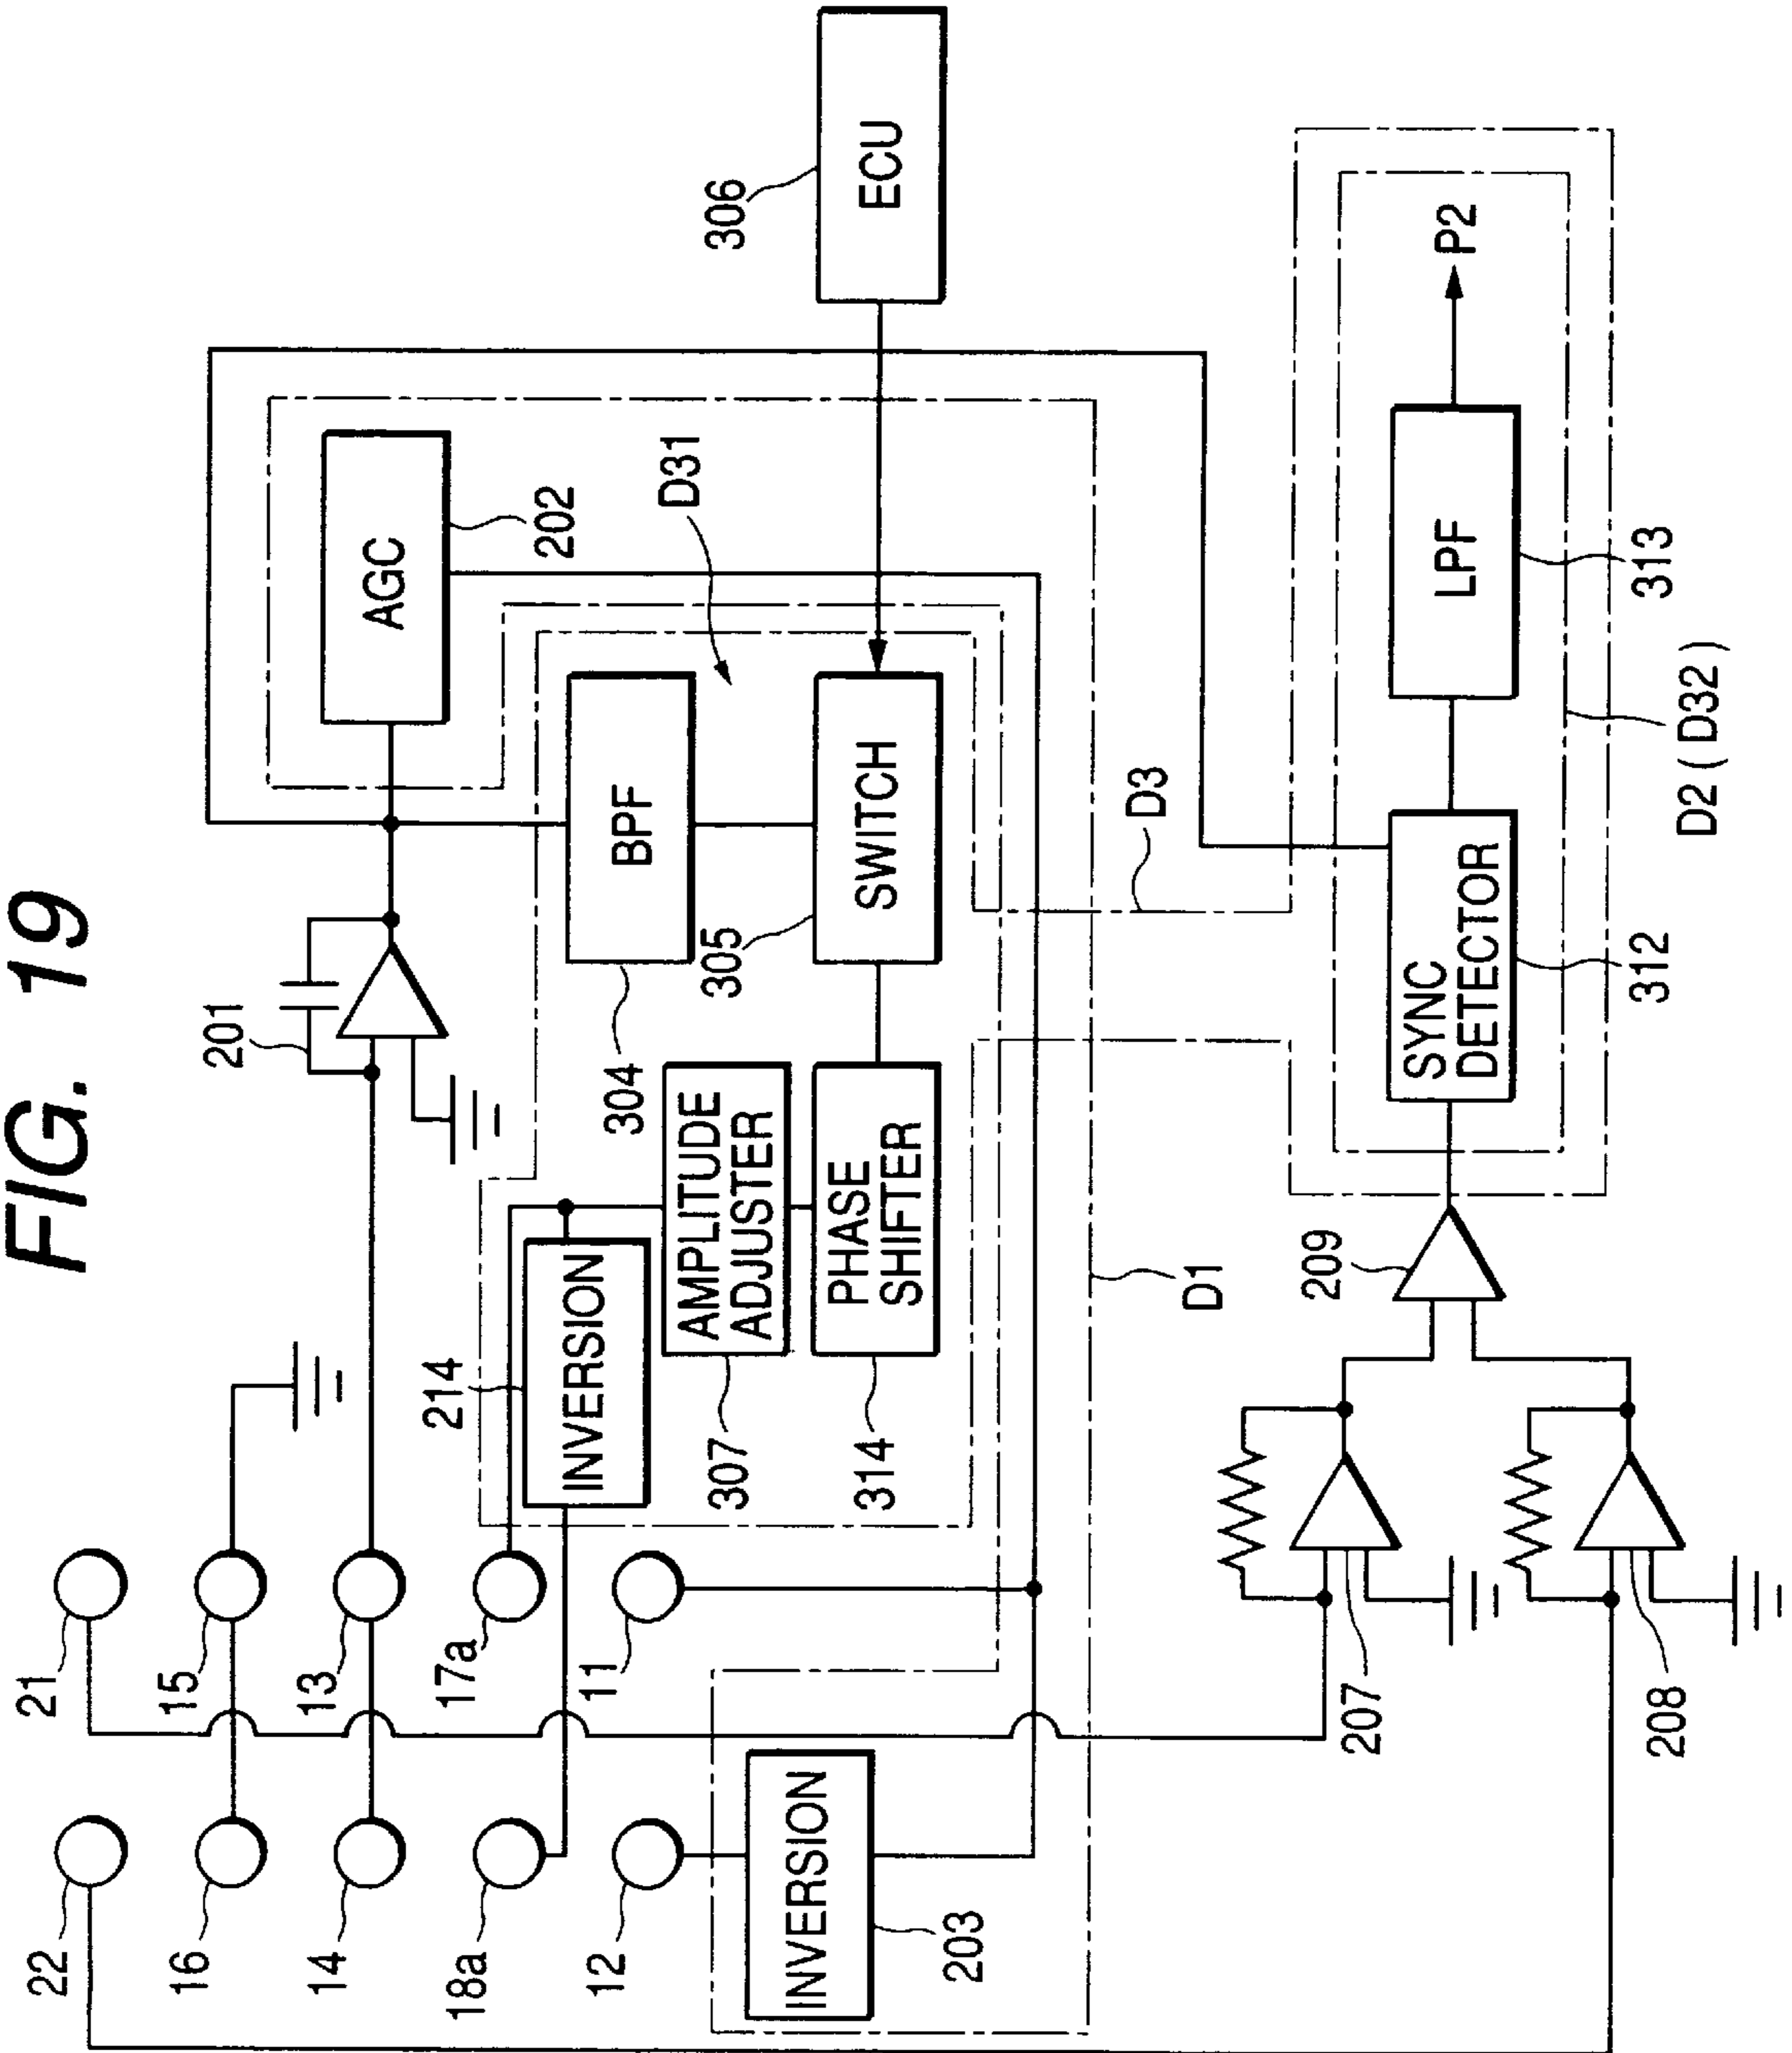 FIG. 19
22
21
16
15
14
13
18a
17a
12
11
201
AGC
202
214
INVERSION
BPF
304
D31
AMPLITUDE
ADJUSTER
307
PHASE
SHIFTER
314
SWITCH
305
ECU
306
INVERSION
203
D1
D3
207
208
209
SYNC
DETECTOR
312
LPF
313
P2
D2 ( D32 )